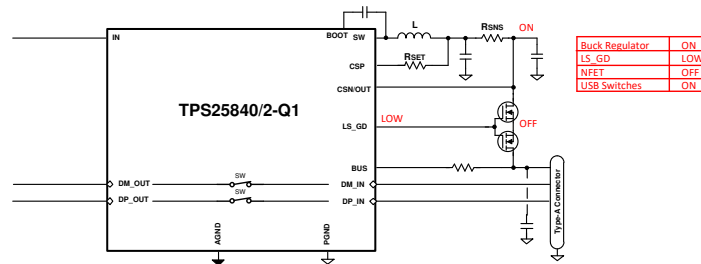 BOOT
SW
L
RSNS
ON
IN
CSP
RSET
CSN/OUT
TPS25840/2-Q1
LS_GD
LOW
OFF
BUS
DM_OUT
SW
DM_IN
DP_OUT
SW
DP_IN
AGND
PGND
Type-A Connector
Buck Regulator ON
LS_GD LOW
NFET OFF
USB Switches ON